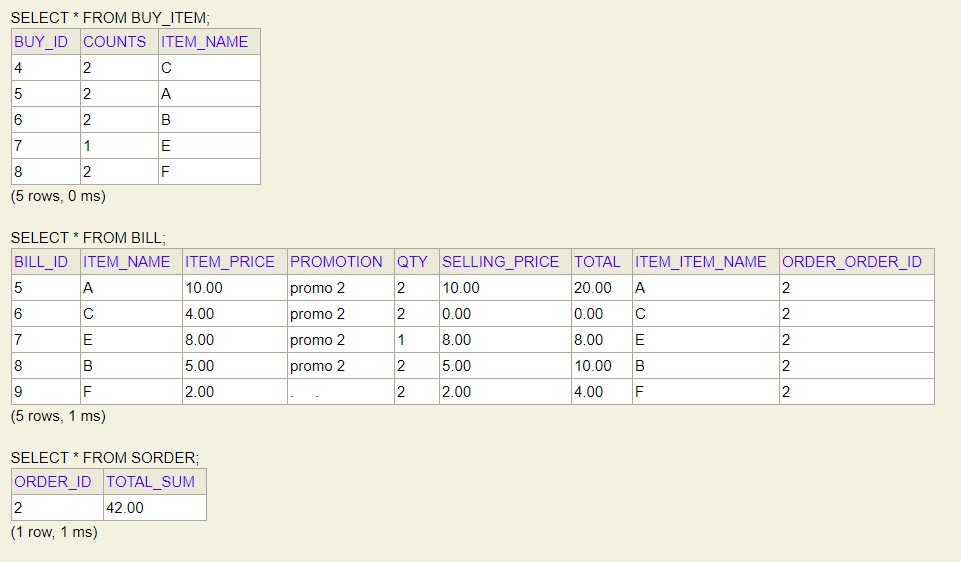 SELECT * FROM BUY_ITEM;
BUY_ID COUNTS ITEM_NAME
4 2 C
5 2 A
6 2 B
7 1 E
8 2 F
(5 rows, 0 ms)
SELECT * FROM BILL;
BILL_ID ITEM_NAME ITEM_PRICE PROMOTION QTY SELLING_PRICE TOTAL ITEM_ITEM_NAME ORDER_ORDER_ID
5 A 10.00 promo 2 2 10.00 20.00 A 2
6 C 4.00 promo 2 2 0.00 0.00 C 2
7 E 8.00 promo 2 1 8.00 8.00 E 2
8 B 5.00 promo 2 2 5.00 10.00 B 2
9 F 2.00 . . 2 2.00 4.00 F 2
(5 rows, 1 ms)
SELECT * FROM SORDER;
ORDER_ID TOTAL_SUM
2 42.00
(1 row, 1 ms)